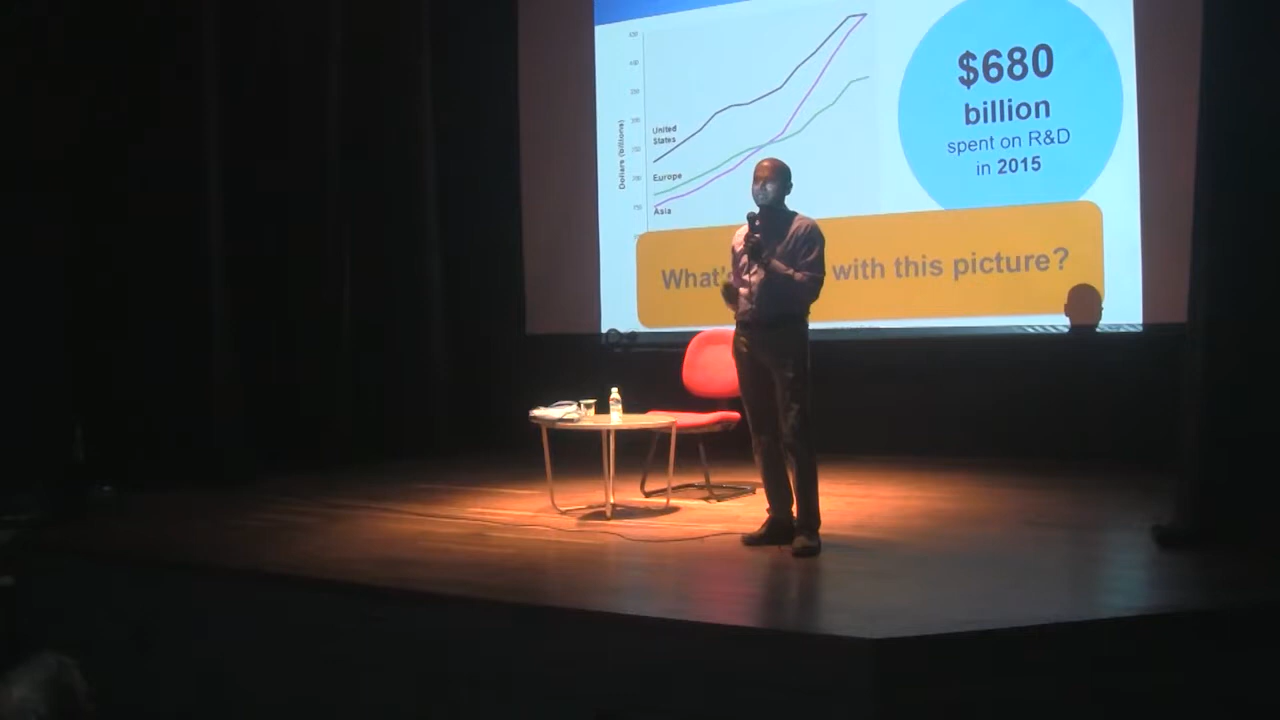 Dollars (billions)
United
States
Europe
Asia
$680
billion
spent on R&D
in 2015
What's with this picture?